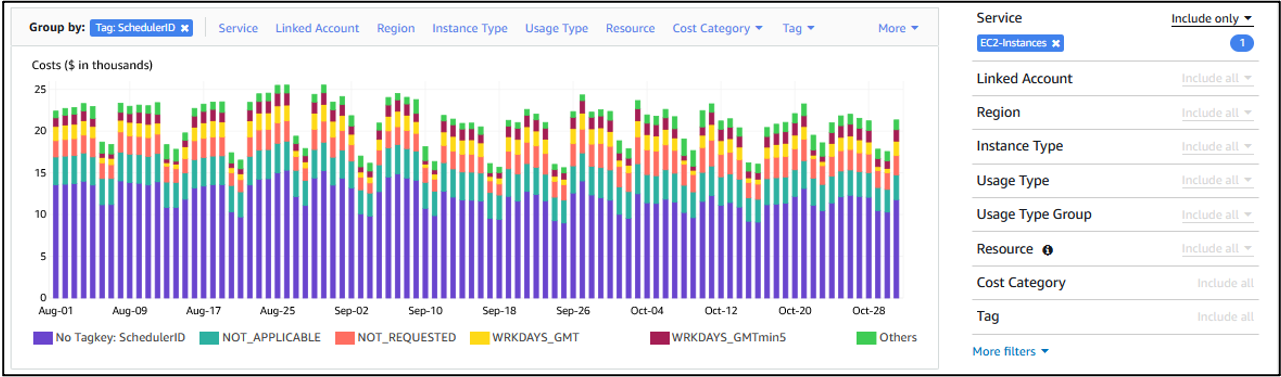 Group by: Tag: SchedulerID × Service Linked Account Region Instance Type Usage Type Resource Cost Category Tag More
Costs ($ in thousands)
25
20
15
10
5
0
Aug-01 Aug-09 Aug-17 Aug-25 Sep-02 Sep-10 Sep-18 Sep-26 Oct-04 Oct-12 Oct-20 Oct-28
No Tagkey: SchedulerID NOT_APPLICABLE NOT_REQUESTED WRKDAYS_GMT WRKDAYS_GMTmin5 Others
Service Include only
EC2-Instances × 1
Linked Account Include all
Region Include all
Instance Type Include all
Usage Type Include all
Usage Type Group Include all
Resource i Include all
Cost Category Include all
Tag Include all
More filters